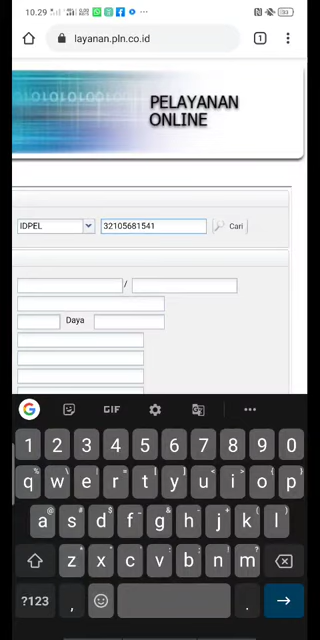 10.29
layanan.pln.co.id
1
PELAYANAN
ONLINE
IDPEL
32105681541
Cari
/
Daya
G
GIF
1 2 3 4 5 6 7 8 9 0
q w e r t y u i o p
a s d f g h j k l
z x c v b n m
?123 , .